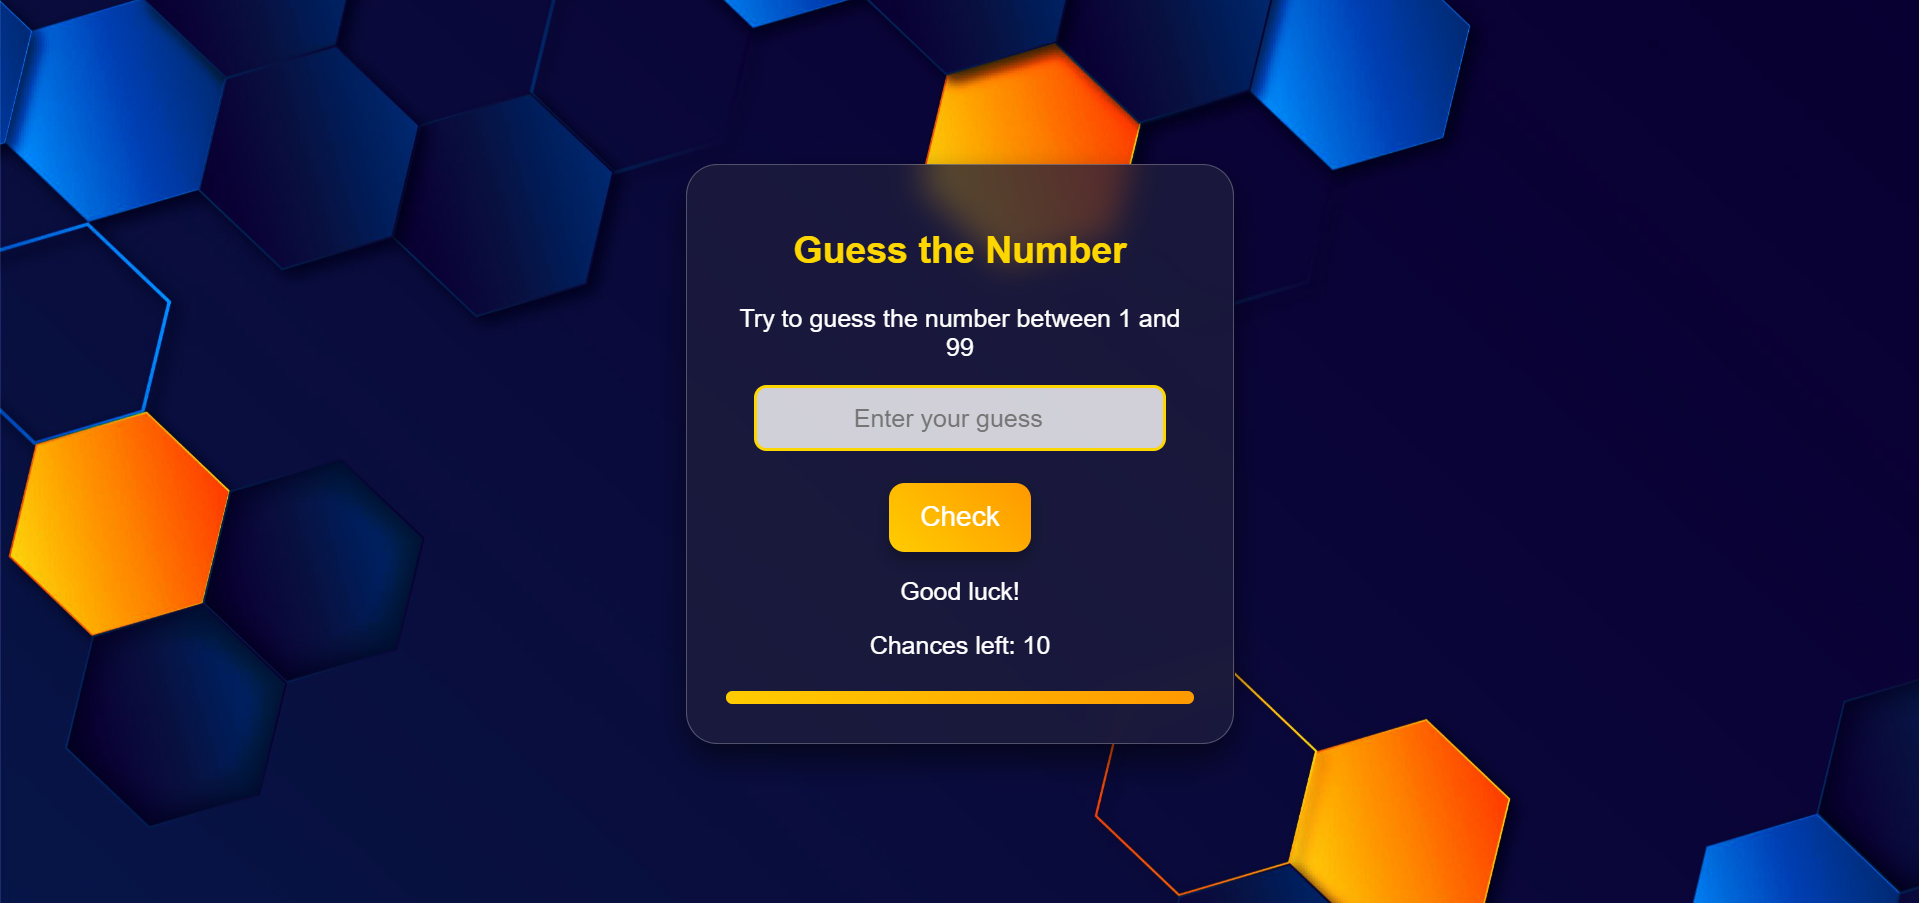 Guess the Number
Try to guess the number between 1 and
99
Enter your guess
Check
Good luck!
Chances left: 10